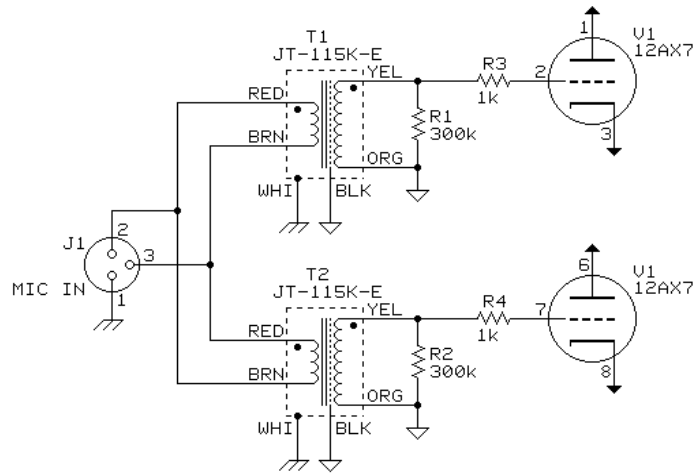 T1
JT-115K-E
RED
YEL
BRN
ORG
WHI
BLK
R1
300k
R3
1k
1
2
3
V1
12AX7
J1
MIC IN
2
3
1
T2
JT-115K-E
RED
YEL
BRN
ORG
WHI
BLK
R2
300k
R4
1k
6
7
8
V1
12AX7